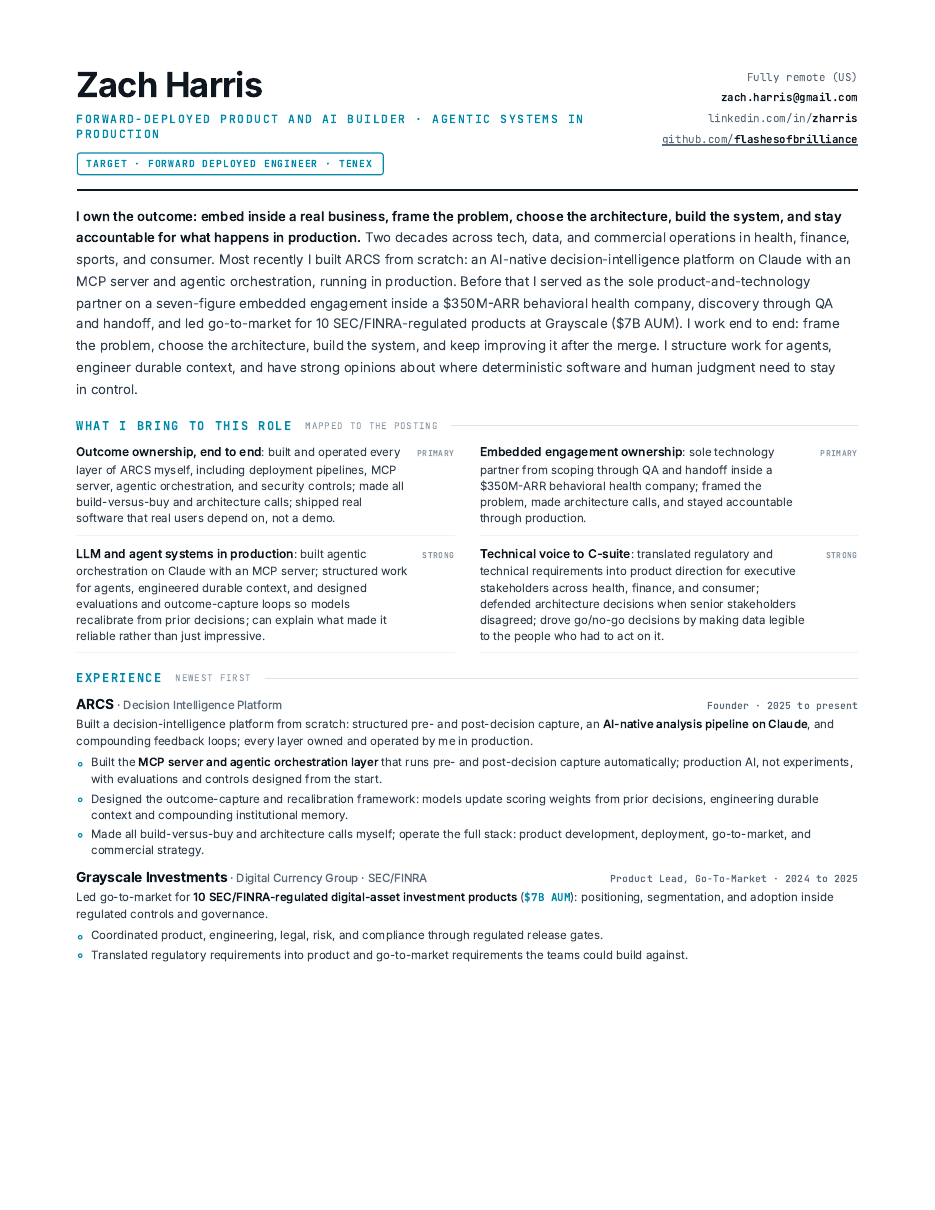 Zach Harris
FORWARD-DEPLOYED PRODUCT AND AI BUILDER · AGENTIC SYSTEMS IN
PRODUCTION
TARGET · FORWARD DEPLOYED ENGINEER · TENEX
Fully remote (US)
zach.harris@gmail.com
linkedin.com/in/zharris
github.com/flashesofbrilliance
I own the outcome: embed inside a real business, frame the problem, choose the architecture, build the system, and stay
accountable for what happens in production. Two decades across tech, data, and commercial operations in health, finance,
sports, and consumer. Most recently I built ARCS from scratch: an AI-native decision-intelligence platform on Claude with an
MCP server and agentic orchestration, running in production. Before that I served as the sole product-and-technology
partner on a seven-figure embedded engagement inside a $350M-ARR behavioral health company, discovery through QA
and handoff, and led go-to-market for 10 SEC/FINRA-regulated products at Grayscale ($7B AUM). I work end to end: frame
the problem, choose the architecture, build the system, and keep improving it after the merge. I structure work for agents,
engineer durable context, and have strong opinions about where deterministic software and human judgment need to stay
in control.
WHAT I BRING TO THIS ROLE MAPPED TO THE POSTING
Outcome ownership, end to end: built and operated every PRIMARY
layer of ARCS myself, including deployment pipelines, MCP
server, agentic orchestration, and security controls; made all
build-versus-buy and architecture calls; shipped real
software that real users depend on, not a demo.
Embedded engagement ownership: sole technology PRIMARY
partner from scoping through QA and handoff inside a
$350M-ARR behavioral health company; framed the
problem, made architecture calls, and stayed accountable
through production.
LLM and agent systems in production: built agentic STRONG
orchestration on Claude with an MCP server; structured work
for agents, engineered durable context, and designed
evaluations and outcome-capture loops so models
recalibrate from prior decisions; can explain what made it
reliable rather than just impressive.
Technical voice to C-suite: translated regulatory and STRONG
technical requirements into product direction for executive
stakeholders across health, finance, and consumer;
defended architecture decisions when senior stakeholders
disagreed; drove go/no-go decisions by making data legible
to the people who had to act on it.
EXPERIENCE NEWEST FIRST
ARCS · Decision Intelligence Platform Founder · 2025 to present
Built a decision-intelligence platform from scratch: structured pre- and post-decision capture, an AI-native analysis pipeline on Claude, and
compounding feedback loops; every layer owned and operated by me in production.
Built the MCP server and agentic orchestration layer that runs pre- and post-decision capture automatically; production AI, not experiments,
with evaluations and controls designed from the start.
Designed the outcome-capture and recalibration framework: models update scoring weights from prior decisions, engineering durable
context and compounding institutional memory.
Made all build-versus-buy and architecture calls myself; operate the full stack: product development, deployment, go-to-market, and
commercial strategy.
Grayscale Investments · Digital Currency Group · SEC/FINRA Product Lead, Go-To-Market · 2024 to 2025
Led go-to-market for 10 SEC/FINRA-regulated digital-asset investment products ($7B AUM): positioning, segmentation, and adoption inside
regulated controls and governance.
Coordinated product, engineering, legal, risk, and compliance through regulated release gates.
Translated regulatory requirements into product and go-to-market requirements the teams could build against.